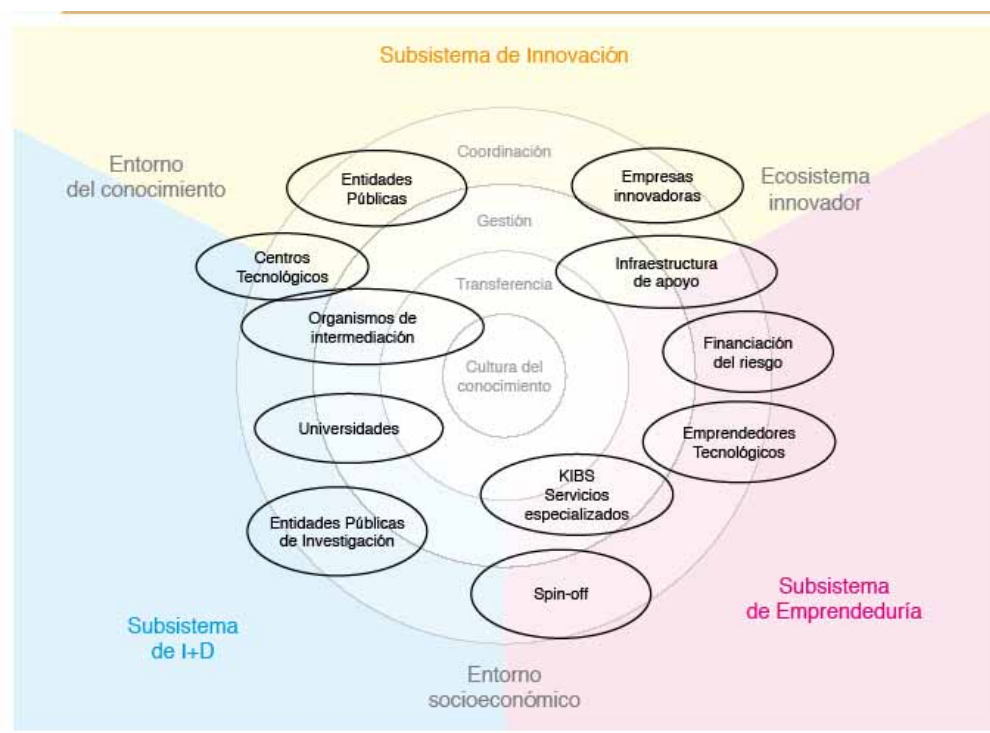 Subsistema de Innovación
Coordinación
Entorno
del conocimiento
Entidades
Públicas
Empresas
innovadoras
Ecosistema
innovador
Gestión
Centros
Tecnológicos
Infraestructura
de apoyo
Transferencia
Organismos de
intermediación
Financiación
del riesgo
Cultura del
conocimiento
Universidades
Emprendedores
Tecnológicos
KIBS
Servicios
especializados
Entidades Públicas
de Investigación
Spin-off
Subsistema
de Emprendeduría
Subsistema
de I+D
Entorno
socioeconómico